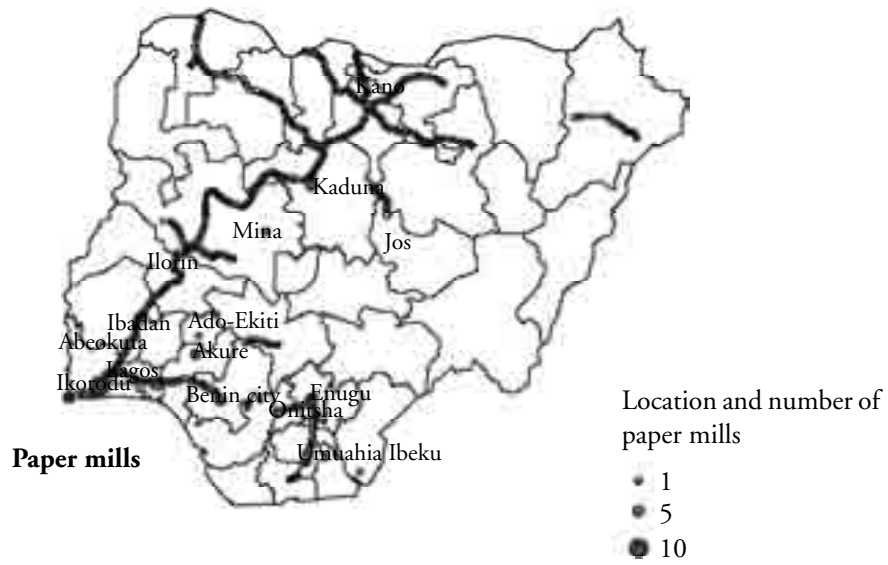 Kano
Kaduna
Mina
Jos
Ilorin
Ibadan
Ado-Ekiti
Abeokuta
Akure
Lagos
Ikorodu
Benin city
Enugu
Onitsha
Umuahia Ibeku
Paper mills
Location and number of
paper mills
1
5
10